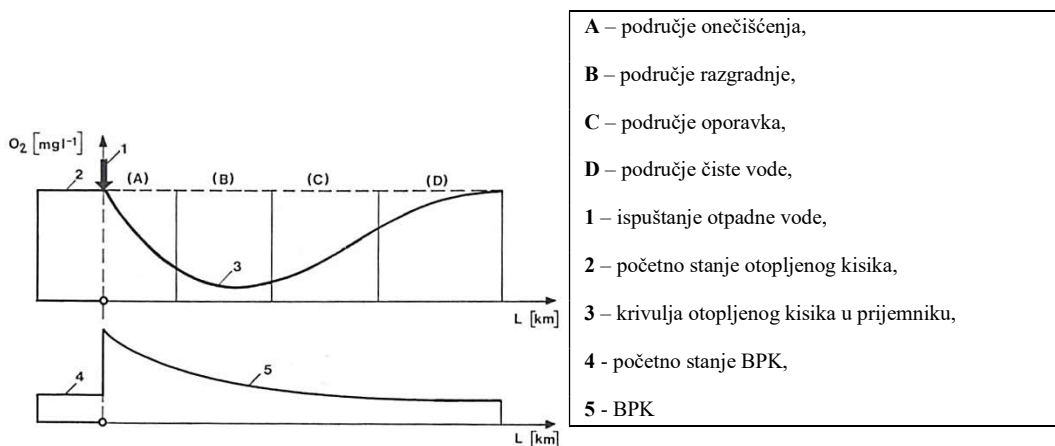 O₂ [mg l⁻¹]
1
2
(A) (B) (C) (D)
3
L [km]
4
5
L [km]
A – područje onečišćenja,
B – područje razgradnje,
C – područje oporavka,
D – područje čiste vode,
1 – ispuštanje otpadne vode,
2 – početno stanje otopljenog kisika,
3 – krivulja otopljenog kisika u prijemniku,
4 - početno stanje BPK,
5 - BPK